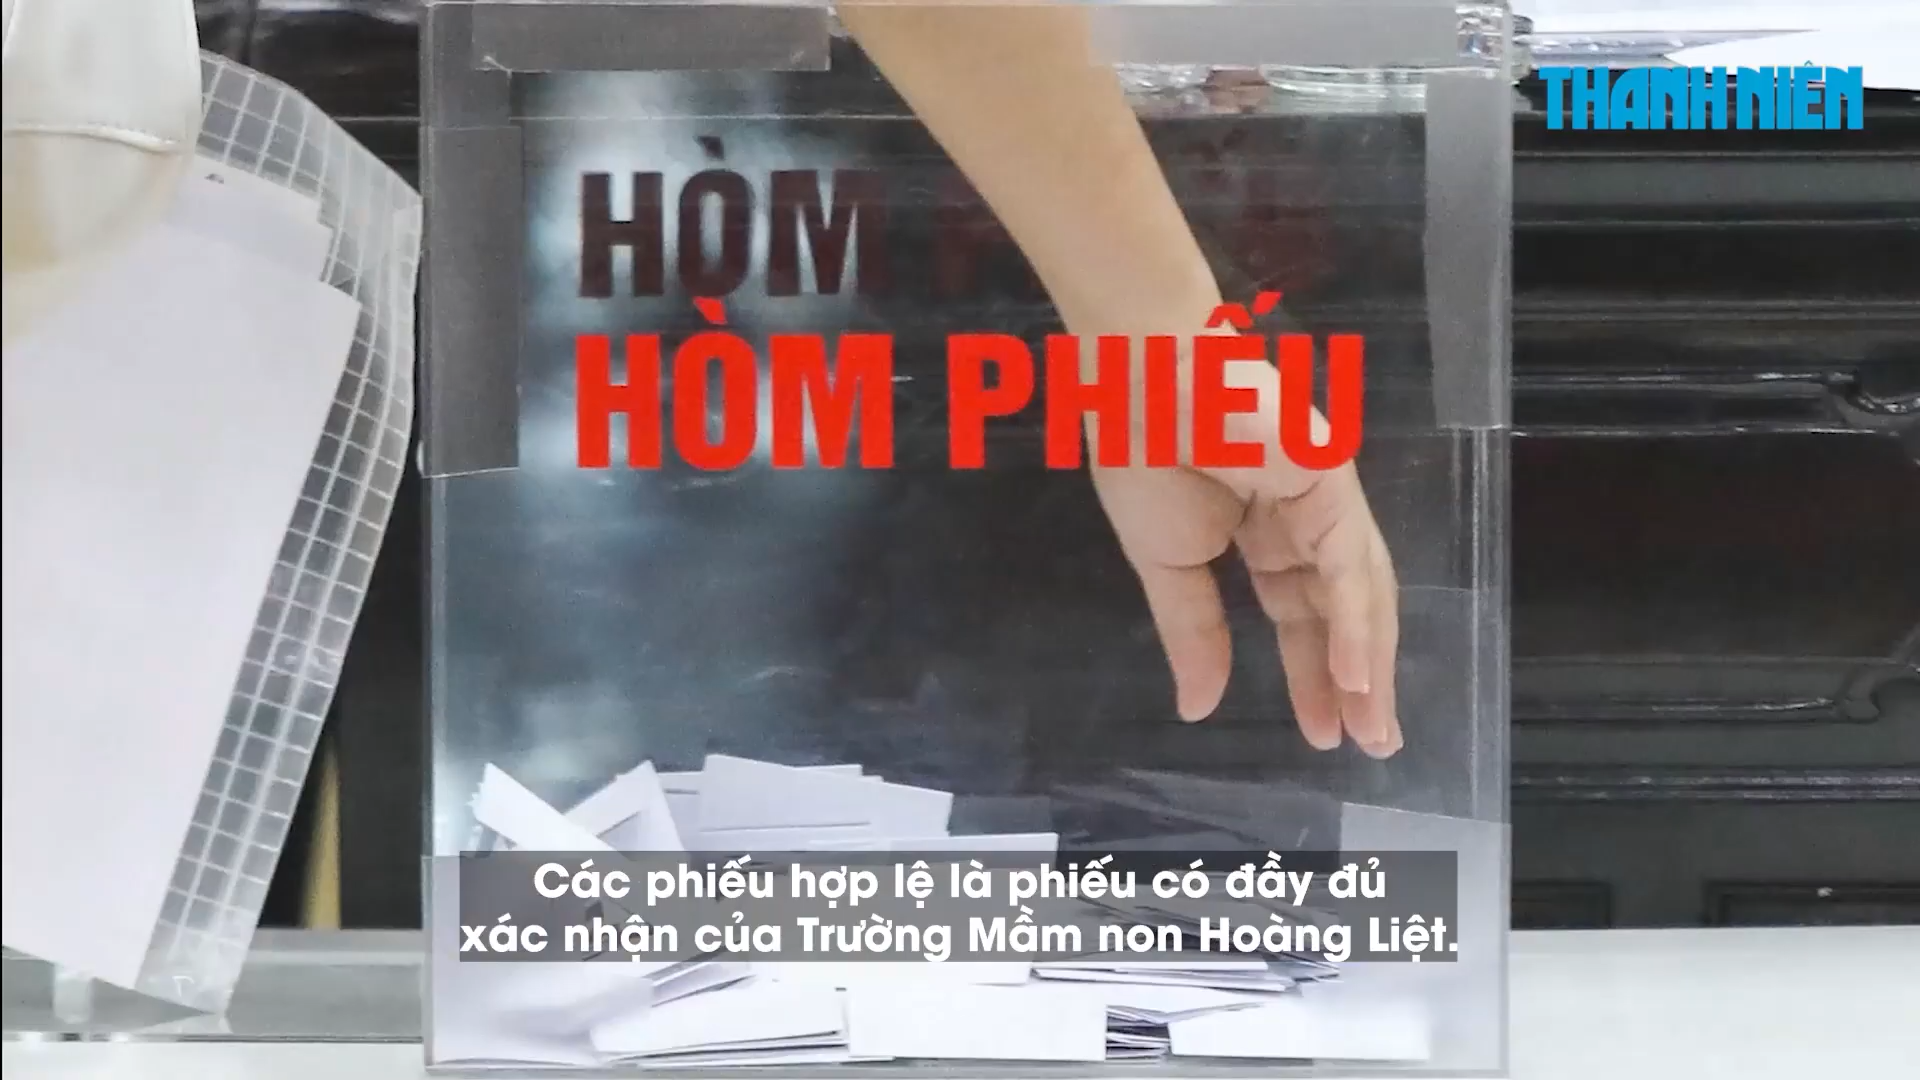 THANH NIÊN
HÒM
HÒM PHIẾU
Các phiếu hợp lệ là phiếu có đầy đủ
xác nhận của Trường Mầm non Hoàng Liệt.